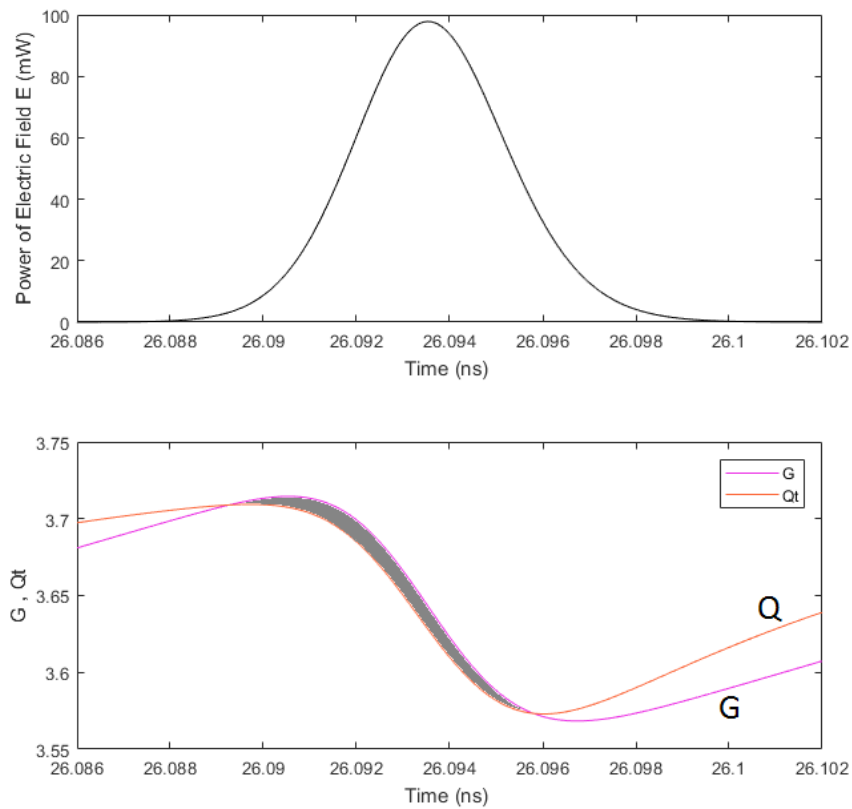 Power of Electric Field E (mW)
100
80
60
40
20
0
26.086 26.088 26.09 26.092 26.094 26.096 26.098 26.1 26.102
Time (ns)
G , Qt
3.75
3.7
3.65
3.6
3.55
G
Qt
Q
G
26.086 26.088 26.09 26.092 26.094 26.096 26.098 26.1 26.102
Time (ns)